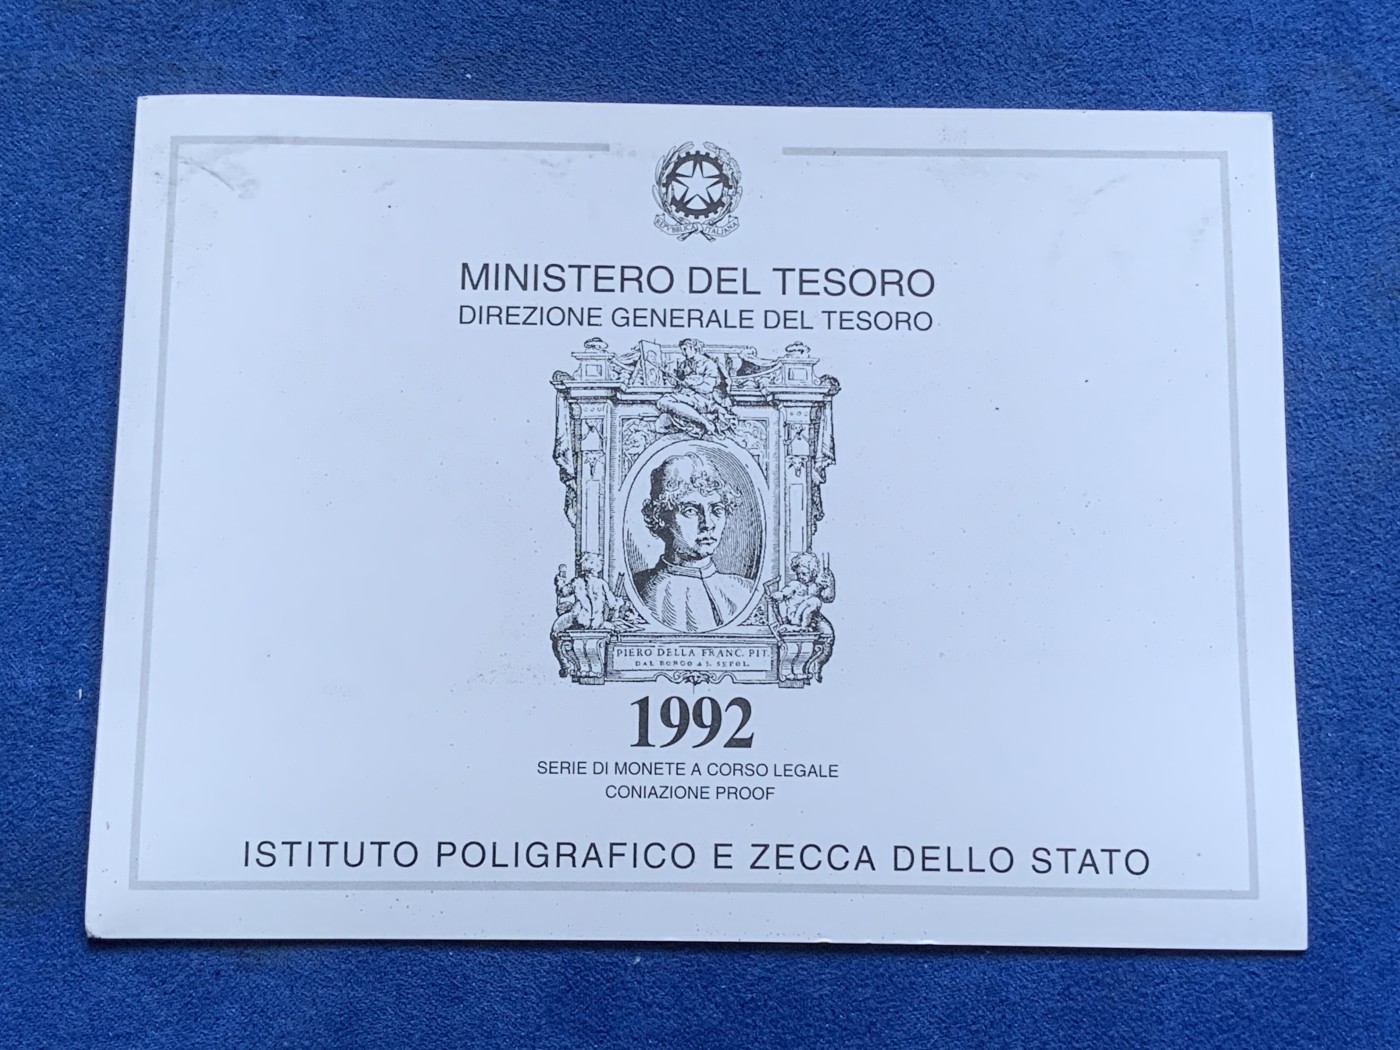 REPVBBLICA ITALIANA
MINISTERO DEL TESORO
DIREZIONE GENERALE DEL TESORO
PIERO DELLA FRANC. PIT.
DAL BORGO A S. SEPOL.
1992
SERIE DI MONETE A CORSO LEGALE
CONIAZIONE PROOF
ISTITUTO POLIGRAFICO E ZECCA DELLO STATO